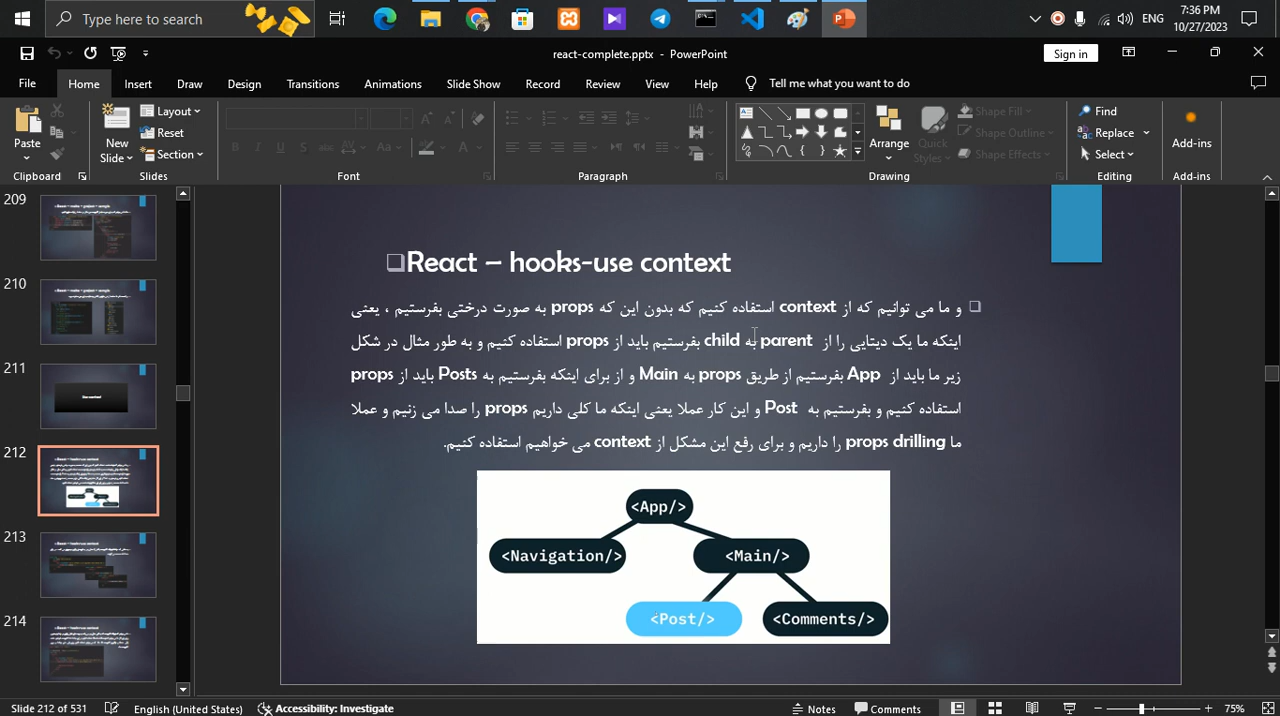 Type here to search
7:36 PM
ENG
10/27/2023
react-complete.pptx - PowerPoint
Sign in
File Home Insert Draw Design Transitions Animations Slide Show Record Review View Help Tell me what you want to do
Paste
Clipboard
New Slide
Layout
Reset
Section
Slides
Font
Paragraph
Arrange
Quick Styles
Shape Fill
Shape Outline
Shape Effects
Drawing
Find
Replace
Select
Editing
Add-ins
Add-ins
209
210
211
212
213
214
React – hooks-use context
و ما می توانیم که از context استفاده کنیم که بدون این که props به صورت درختی بفرستیم ، یعنی
اینکه ما یک دیتایی را از parent به child بفرستیم باید از props استفاده کنیم و به طور مثال در شکل
زیر ما باید از App بفرستیم از طریق props به Main و از برای اینکه بفرستیم به Posts باید از props
استفاده کنیم و بفرستیم به Post و این کار عملا یعنی اینکه ما کلی داریم props را صدا می زنیم و عملا
ما props drilling را داریم و برای رفع این مشکل از context می خواهیم استفاده کنیم.
<App/>
<Navigation/> <Main/>
<Post/> <Comments/>
Slide 212 of 531 English (United States) Accessibility: Investigate Notes Comments 75%